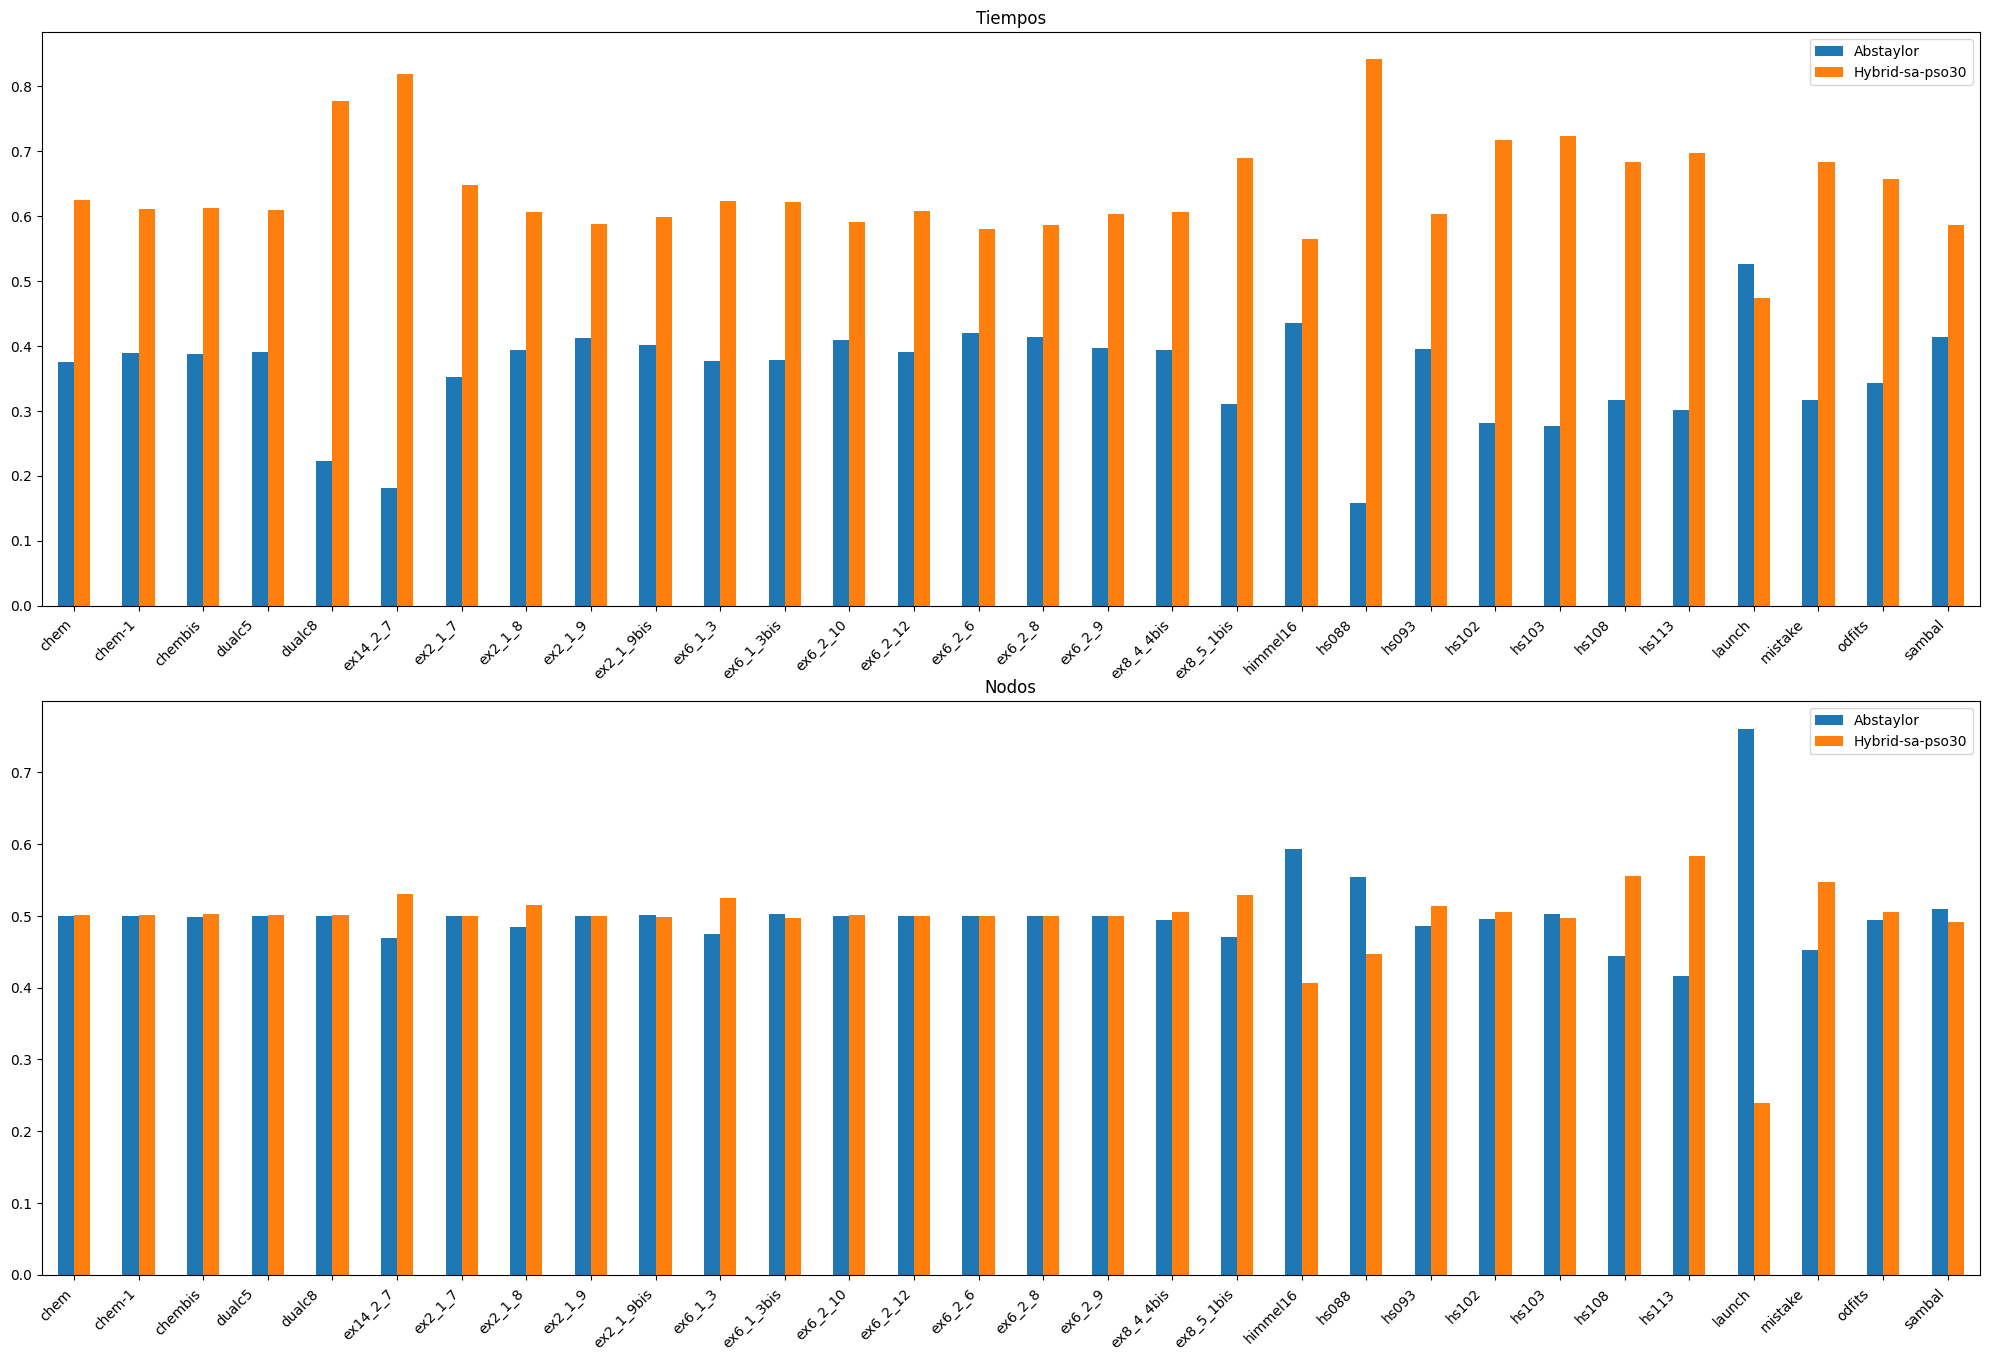 Tiempos
Abstaylor
Hybrid-sa-pso30
0.8
0.7
0.6
0.5
0.4
0.3
0.2
0.1
0.0
chem
chem-1
chembis
dualc5
dualc8
ex14_2_7
ex2_1_7
ex2_1_8
ex2_1_9
ex2_1_9bis
ex6_1_3
ex6_1_3bis
ex6_2_10
ex6_2_12
ex6_2_6
ex6_2_8
ex6_2_9
ex8_4_4bis
ex8_5_1bis
himmel16
hs088
hs093
hs102
hs103
hs108
hs113
launch
mistake
odfits
sambal
Nodos
Abstaylor
Hybrid-sa-pso30
0.7
0.6
0.5
0.4
0.3
0.2
0.1
0.0
chem
chem-1
chembis
dualc5
dualc8
ex14_2_7
ex2_1_7
ex2_1_8
ex2_1_9
ex2_1_9bis
ex6_1_3
ex6_1_3bis
ex6_2_10
ex6_2_12
ex6_2_6
ex6_2_8
ex6_2_9
ex8_4_4bis
ex8_5_1bis
himmel16
hs088
hs093
hs102
hs103
hs108
hs113
launch
mistake
odfits
sambal